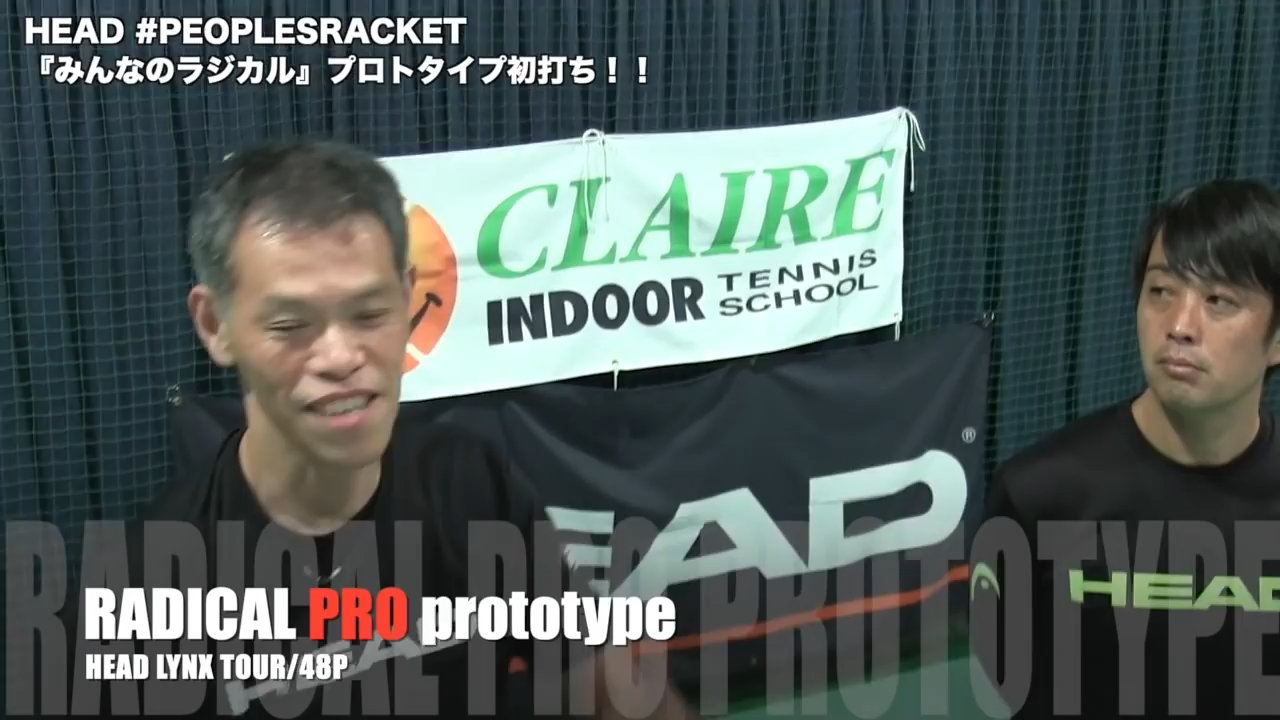 HEAD #PEOPLESRACKET
『みんなのラジカル』プロトタイプ初打ち！！
CLAIRE
INDOOR TENNIS SCHOOL
EAD
®
HEAD
RADICAL PRO PROTOTYPE
RADICAL PRO prototype
HEAD
HEAD LYNX TOUR/48P